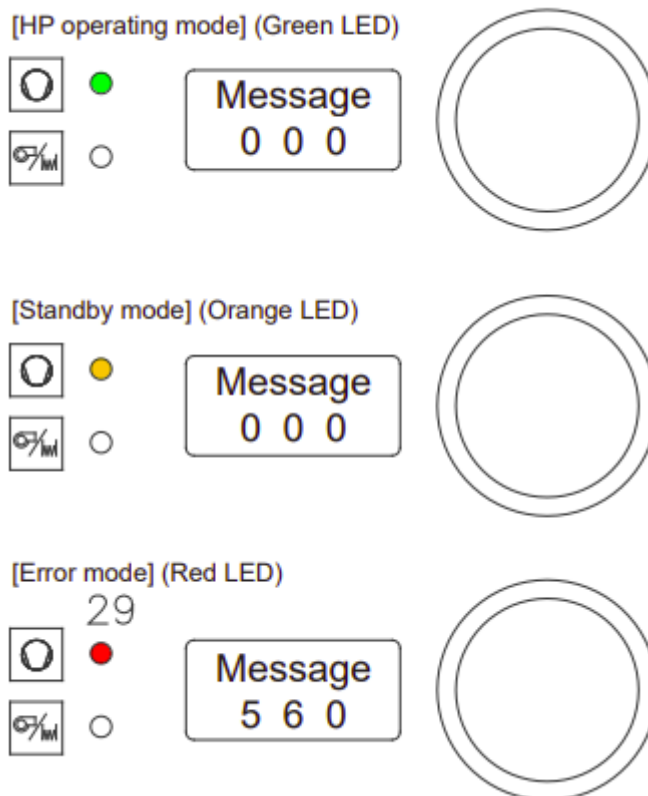 [HP operating mode] (Green LED)
Message
0 0 0
[Standby mode] (Orange LED)
Message
0 0 0
[Error mode] (Red LED)
29
Message
5 6 0